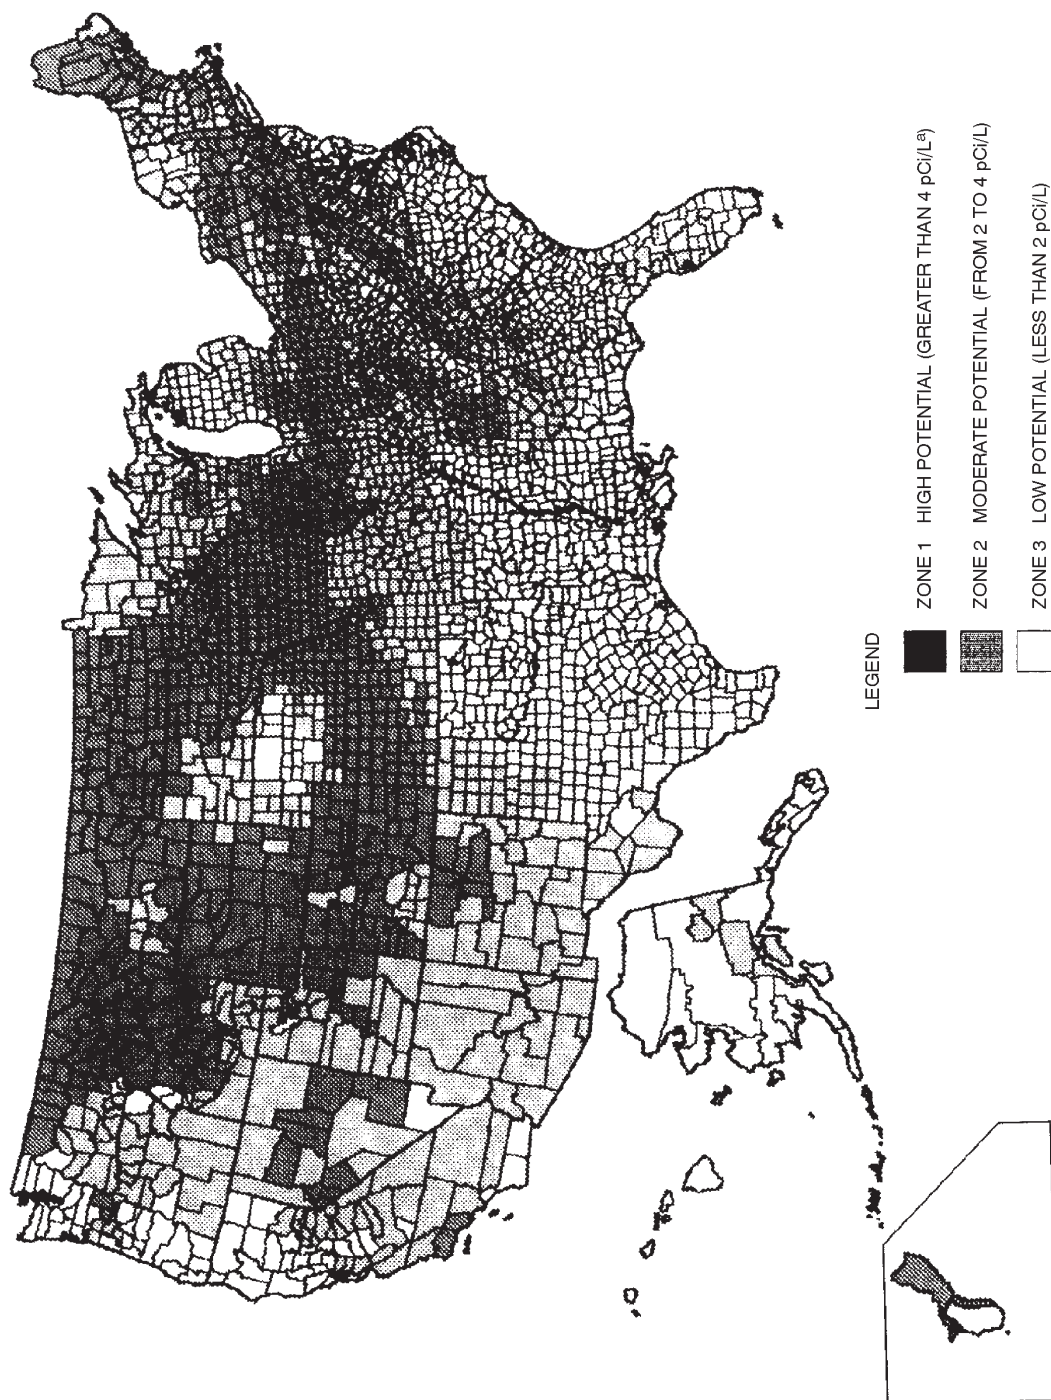 LEGEND
ZONE 1 HIGH POTENTIAL (GREATER THAN 4 pCi/Lª)
ZONE 2 MODERATE POTENTIAL (FROM 2 TO 4 pCi/L)
ZONE 3 LOW POTENTIAL (LESS THAN 2 pCi/L)